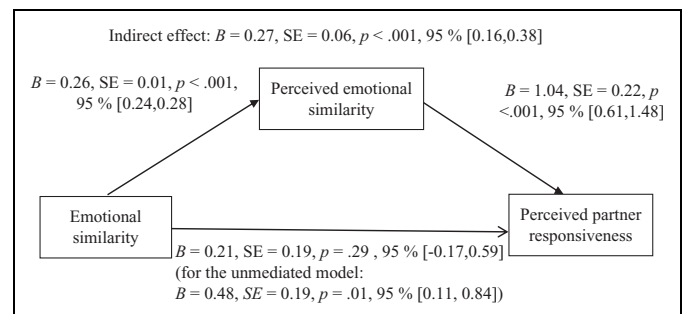 Indirect effect: B = 0.27, SE = 0.06, p < .001, 95 % [0.16,0.38]
B = 0.26, SE = 0.01, p < .001,
95 % [0.24,0.28]
Perceived emotional
similarity
B = 1.04, SE = 0.22, p
<.001, 95 % [0.61,1.48]
Emotional
similarity
Perceived partner
responsiveness
B = 0.21, SE = 0.19, p = .29 , 95 % [-0.17,0.59]
(for the unmediated model:
B = 0.48, SE = 0.19, p = .01, 95 % [0.11, 0.84])